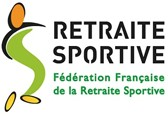 RETRAITE
SPORTIVE
Fédération Française
de la Retraite Sportive